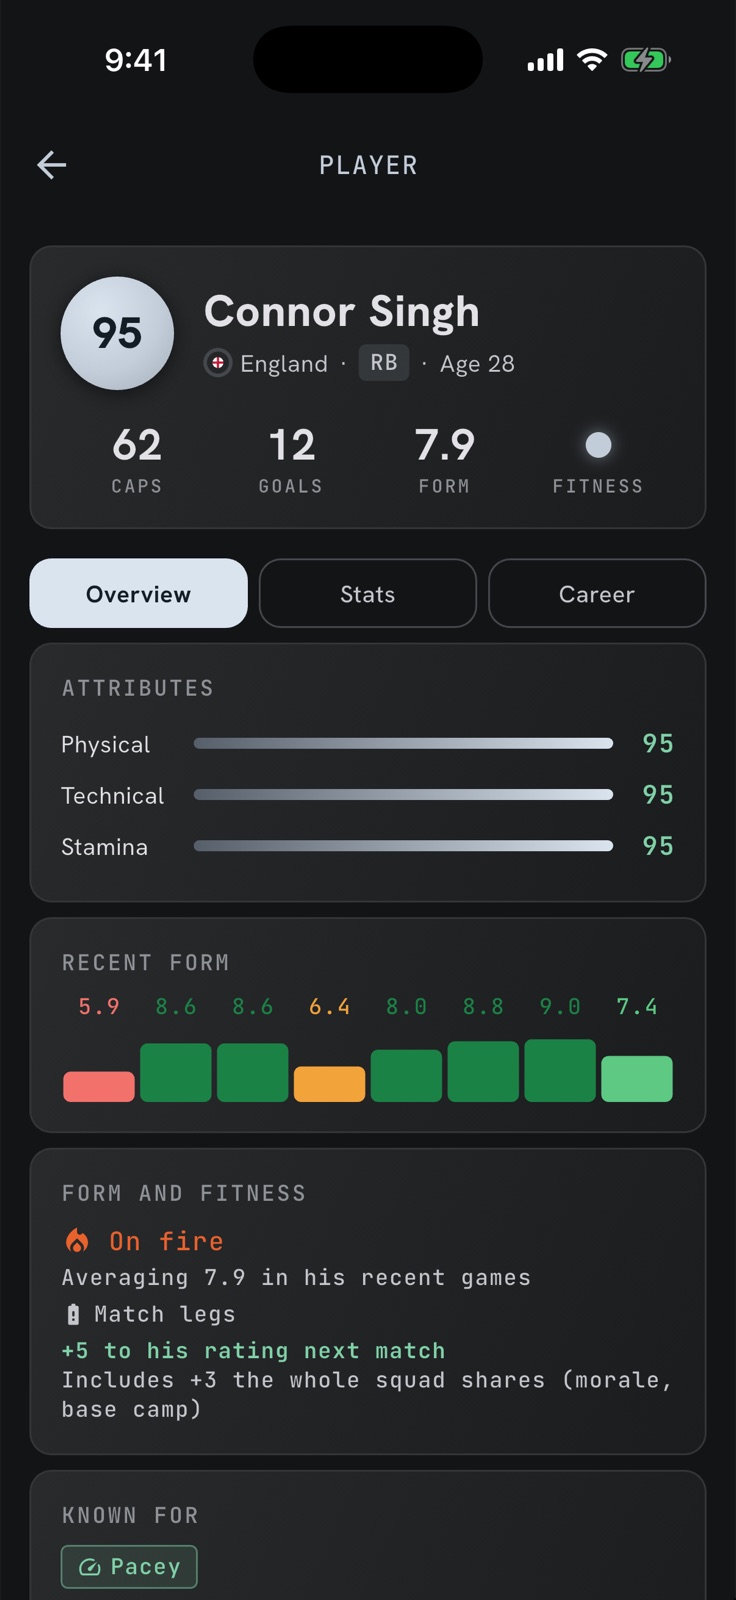 9:41
PLAYER
95
Connor Singh
England · RB · Age 28
62 12 7.9
CAPS GOALS FORM FITNESS
Overview Stats Career
ATTRIBUTES
Physical 95
Technical 95
Stamina 95
RECENT FORM
5.9 8.6 8.6 6.4 8.0 8.8 9.0 7.4
FORM AND FITNESS
On fire
Averaging 7.9 in his recent games
Match legs
+5 to his rating next match
Includes +3 the whole squad shares (morale,
base camp)
KNOWN FOR
Pacey